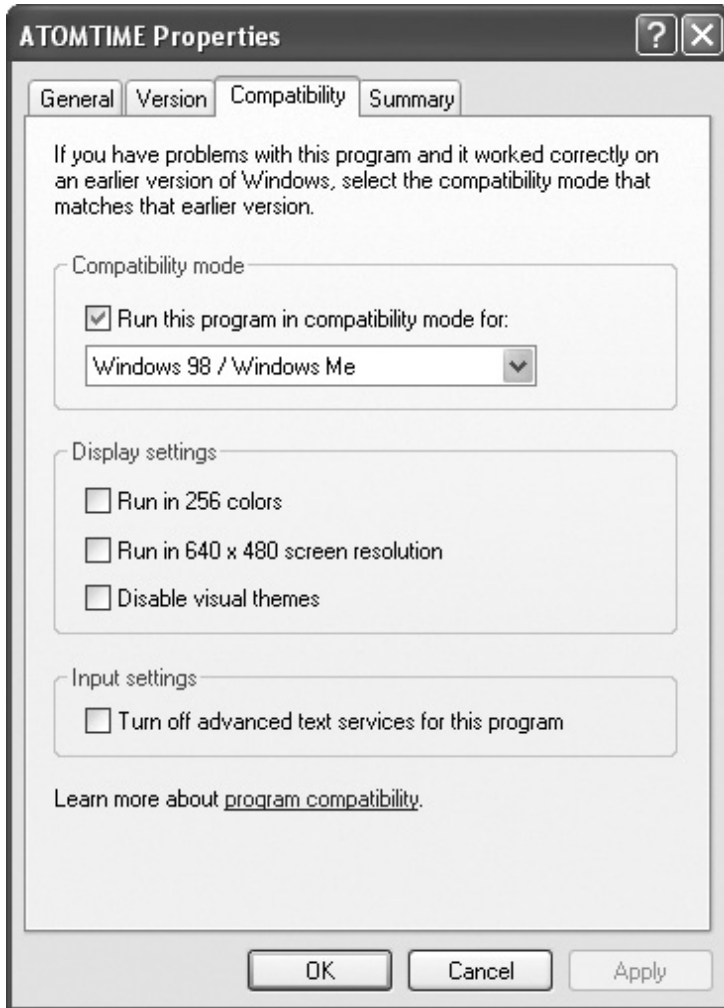 ATOMTIME Properties
General Version Compatibility Summary
If you have problems with this program and it worked correctly on
an earlier version of Windows, select the compatibility mode that
matches that earlier version.
Compatibility mode
Run this program in compatibility mode for:
Windows 98 / Windows Me
Display settings
Run in 256 colors
Run in 640 x 480 screen resolution
Disable visual themes
Input settings
Turn off advanced text services for this program
Learn more about program compatibility.
OK Cancel Apply